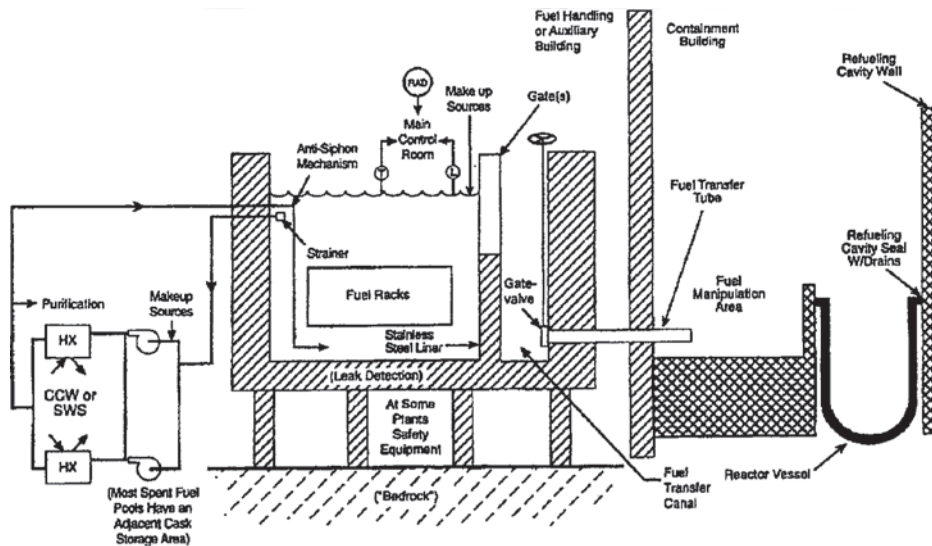 Fuel Handling
or Auxiliary
Building
Containment
Building
Refueling
Cavity Wall
RAD
Make up
Sources
Gate(s)
Main
Control
Room
Anti-Siphon
Mechanism
T
L
Fuel Transfer
Tube
Strainer
Refueling
Cavity Seal
W/Drains
Purification
Makeup
Sources
Fuel Racks
Gate-
valve
Fuel
Manipulation
Area
HX
Stainless
Steel Liner
CCW or
SWS
(Leak Detection)
At Some
Plants
Safety
Equipment
HX
(Most Spent Fuel
Pools Have an
Adjacent Cask
Storage Area)
("Bedrock")
Fuel
Transfer
Canal
Reactor Vessel